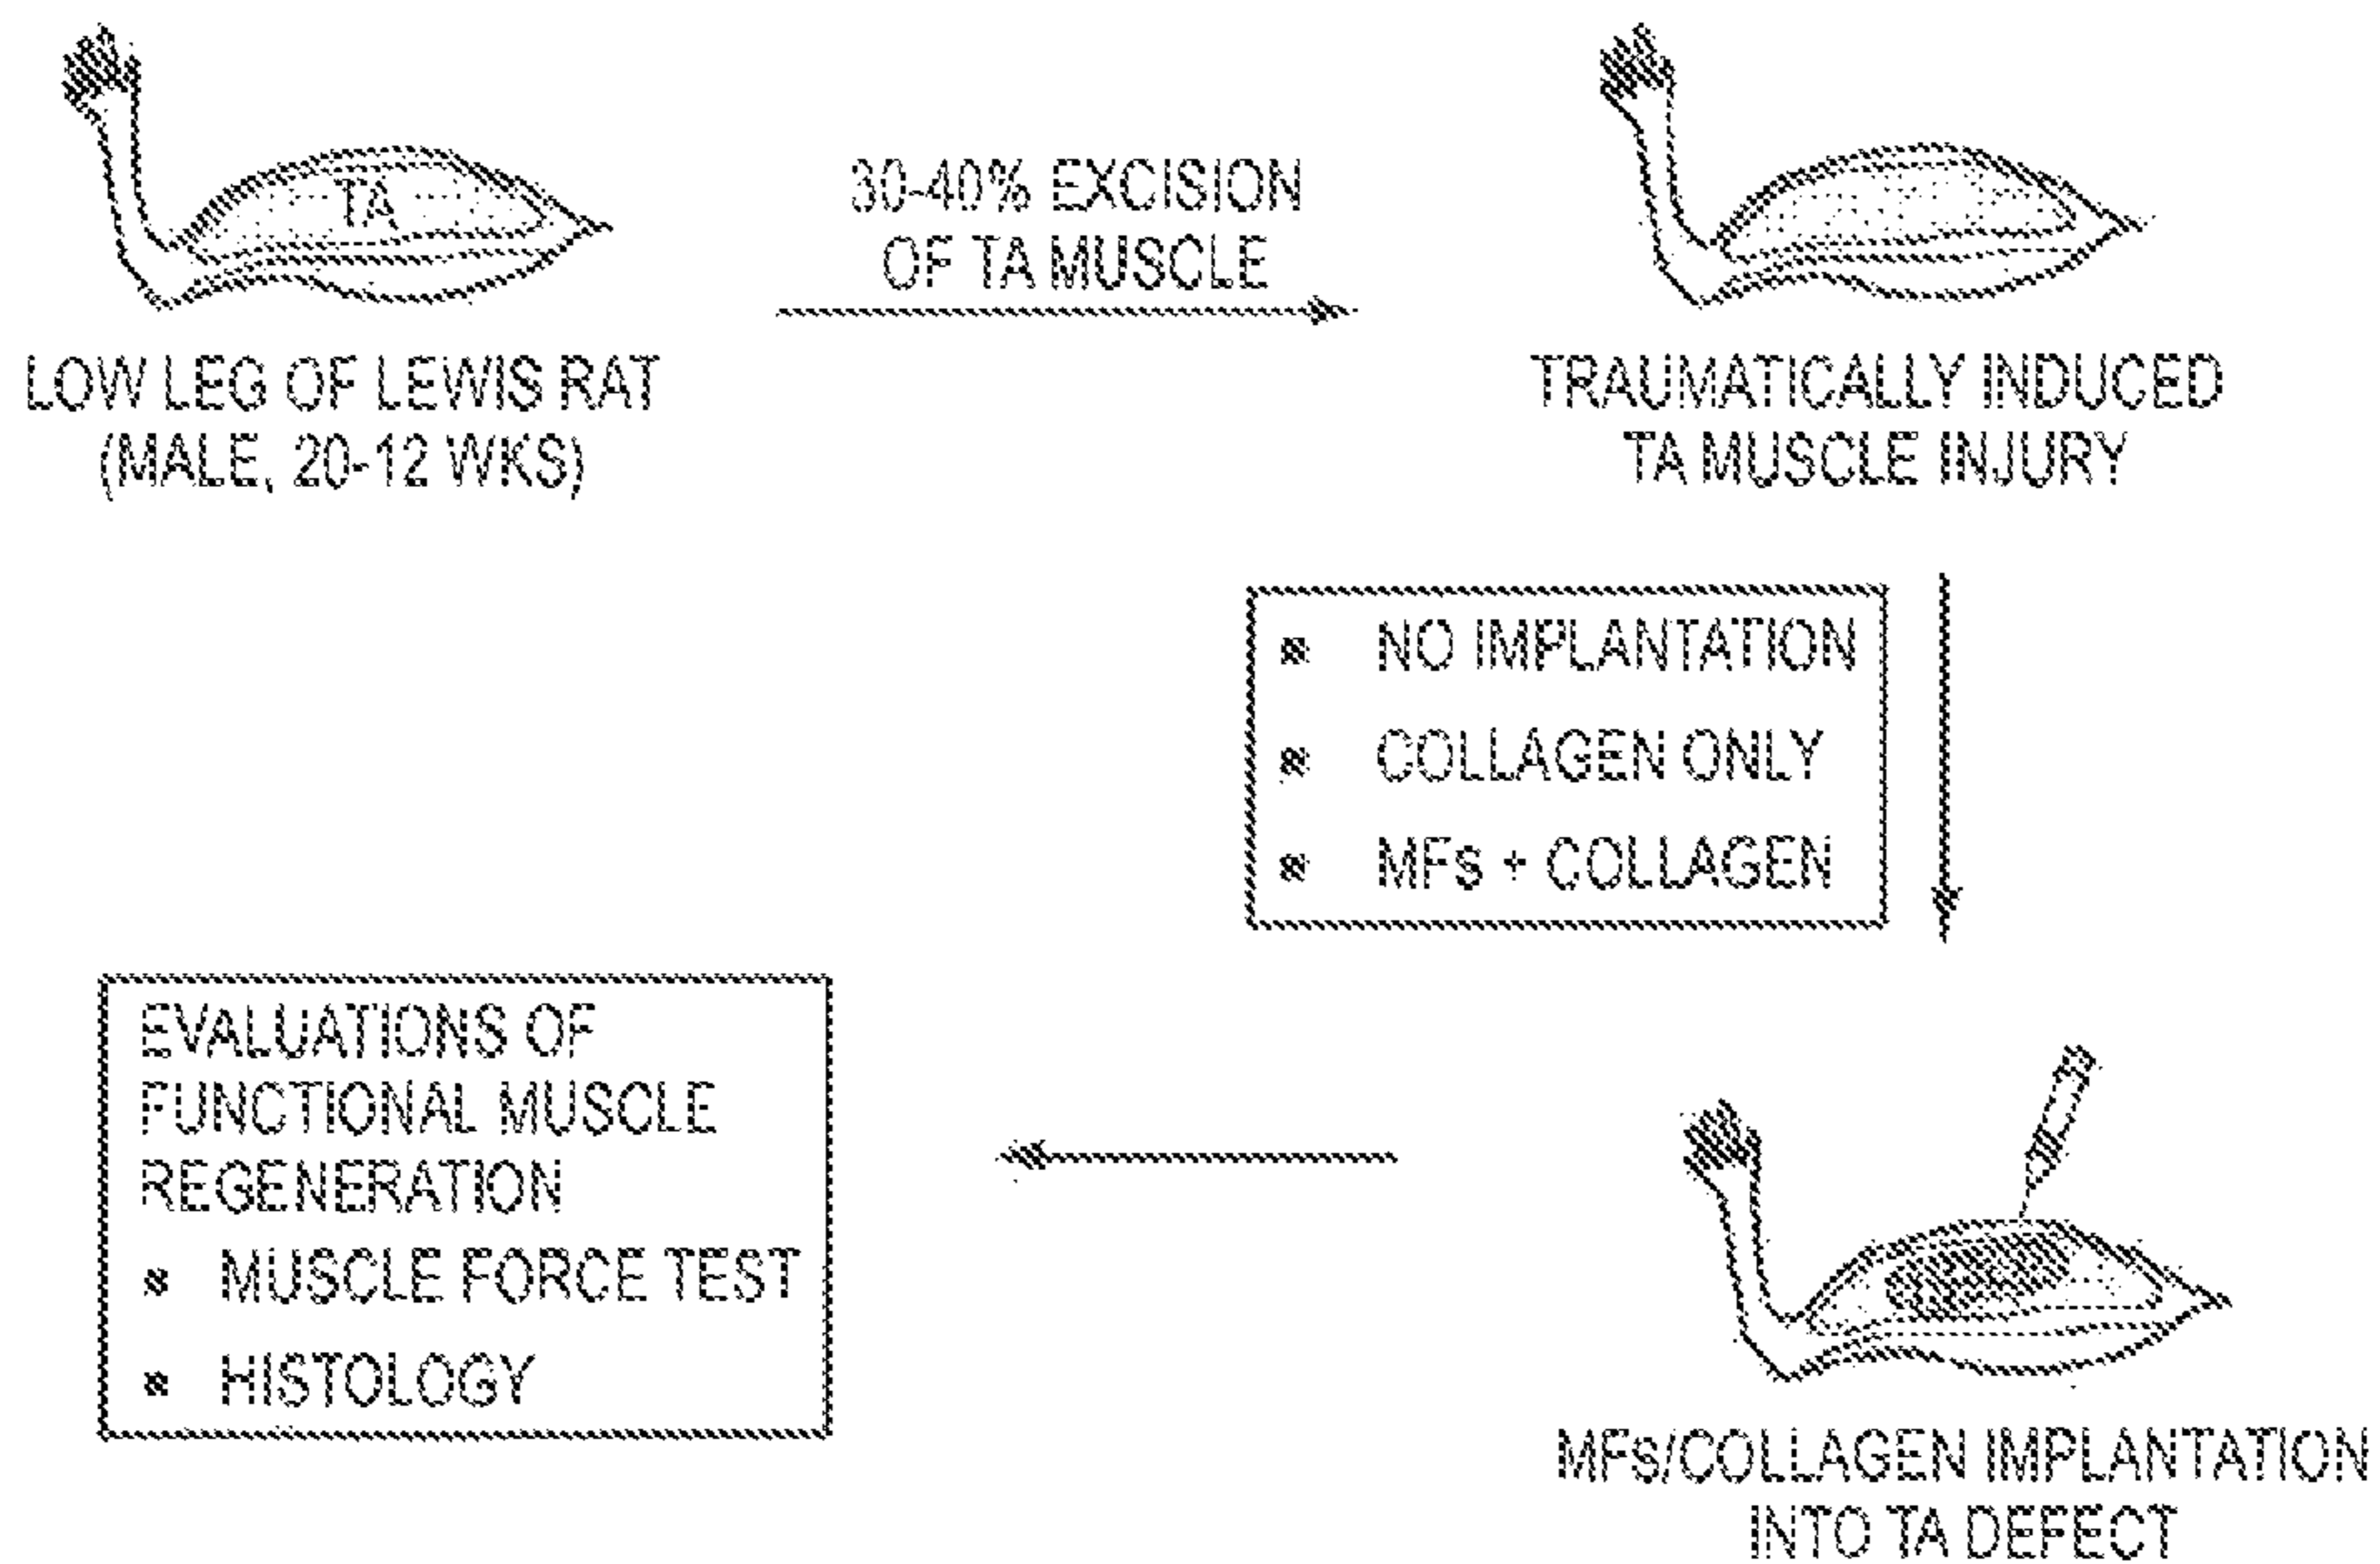 TA
30-40% EXCISION
OF TA MUSCLE
LOW LEG OF LEWIS RAT
(MALE, 20-12 WKS)
TRAUMATICALLY INDUCED
TA MUSCLE INJURY
▪ NO IMPLANTATION
▪ COLLAGEN ONLY
▪ MFs + COLLAGEN
MFs/COLLAGEN IMPLANTATION
INTO TA DEFECT
EVALUATIONS OF
FUNCTIONAL MUSCLE
REGENERATION
▪ MUSCLE FORCE TEST
▪ HISTOLOGY